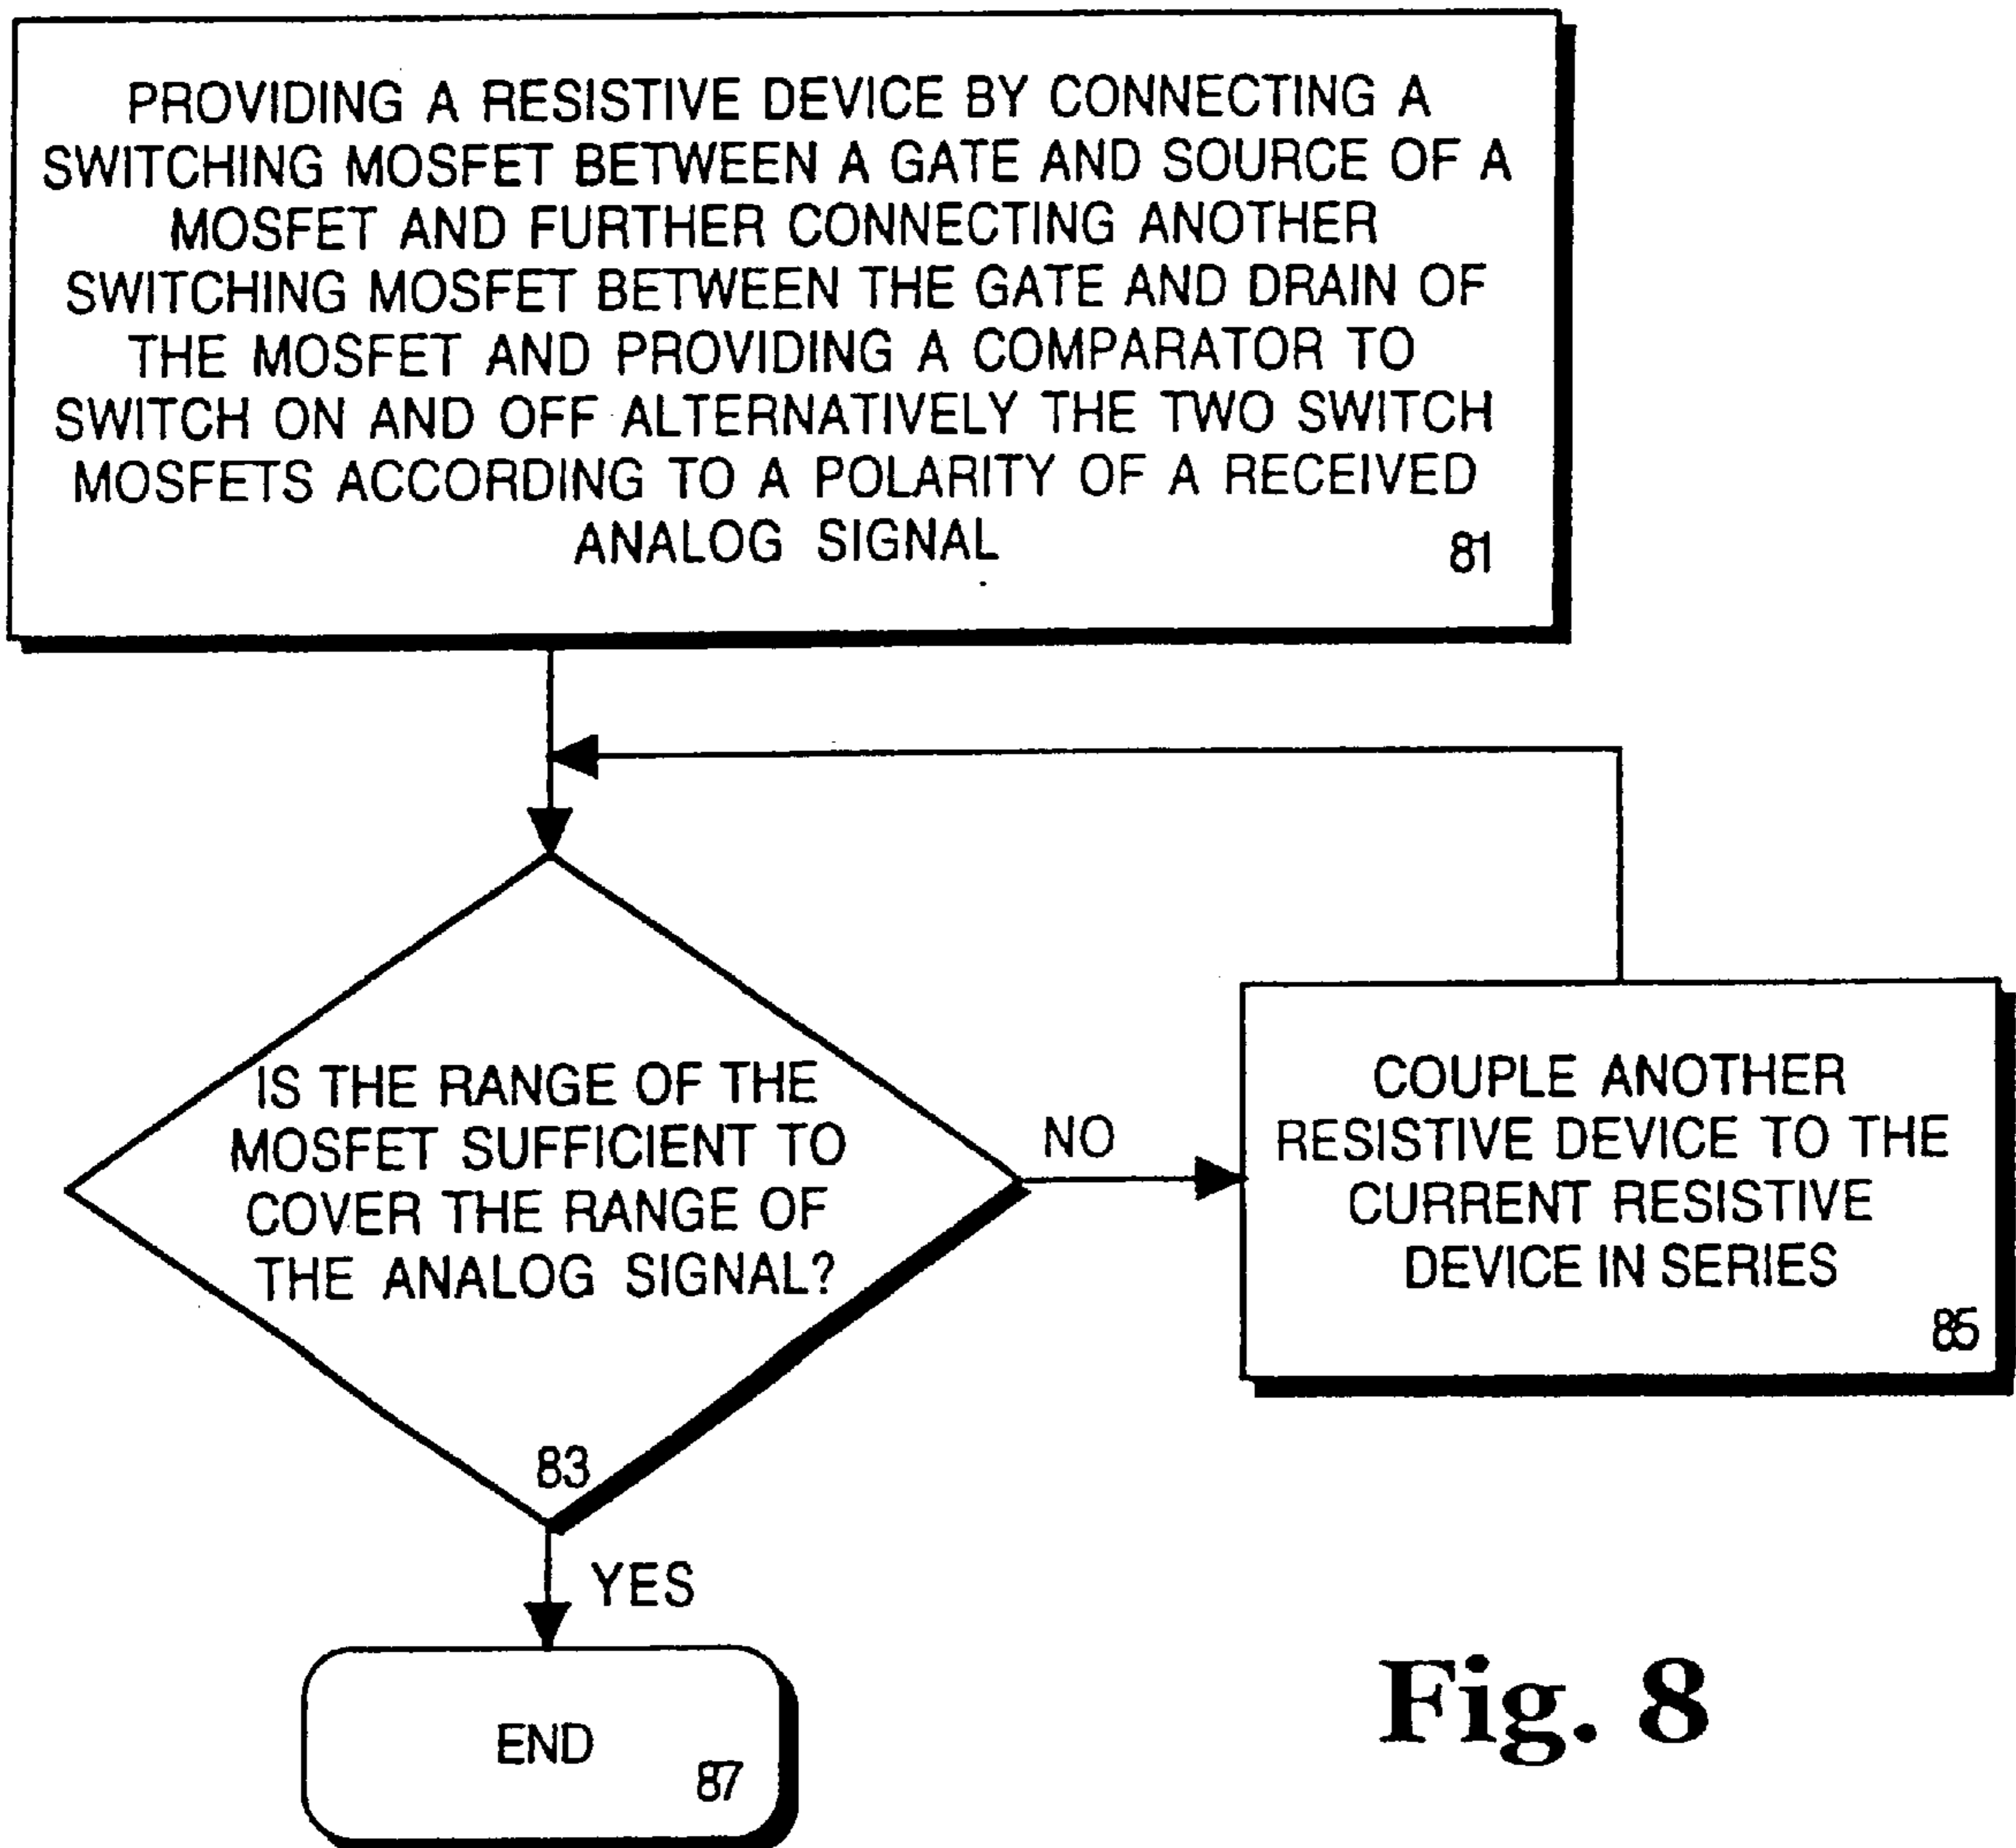 PROVIDING A RESISTIVE DEVICE BY CONNECTING A
SWITCHING MOSFET BETWEEN A GATE AND SOURCE OF A
MOSFET AND FURTHER CONNECTING ANOTHER
SWITCHING MOSFET BETWEEN THE GATE AND DRAIN OF
THE MOSFET AND PROVIDING A COMPARATOR TO
SWITCH ON AND OFF ALTERNATIVELY THE TWO SWITCH
MOSFETS ACCORDING TO A POLARITY OF A RECEIVED
ANALOG SIGNAL
81
IS THE RANGE OF THE
MOSFET SUFFICIENT TO
COVER THE RANGE OF
THE ANALOG SIGNAL?
83
NO
COUPLE ANOTHER
RESISTIVE DEVICE TO THE
CURRENT RESISTIVE
DEVICE IN SERIES
85
YES
END
87
Fig. 8